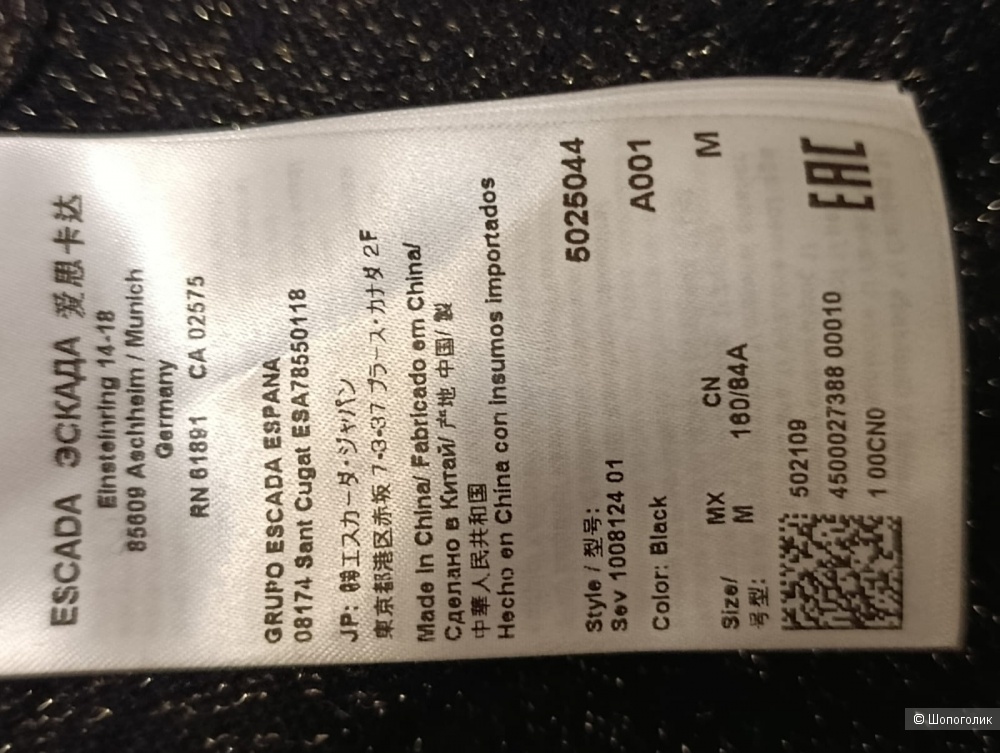 ESCADA ЭСКАДА 爱思卡达
Einsteinring 14-18
85609 Aschheim / Munich
Germany
RN 61891 CA 02575
GRUPO ESCADA ESPANA
08174 Sant Cugat ESA78550118
JP: ㈱エスカーダ・ジャパン
東京都港区赤坂 7-3-37 プラース・カナダ 2F
Made in China/ Fabricado em China/
Сделано в Китай/ 产地 中国/ 製
中華人民共和国
Hecho en China con insumos importados
Style / 型号: 5025044
Sev 1008124 01
Color: Black A001
Size/ MX CN M
号型: M 160/84A
502109
4500027388 00010
1 00CN0
EAC
© Шопоголик